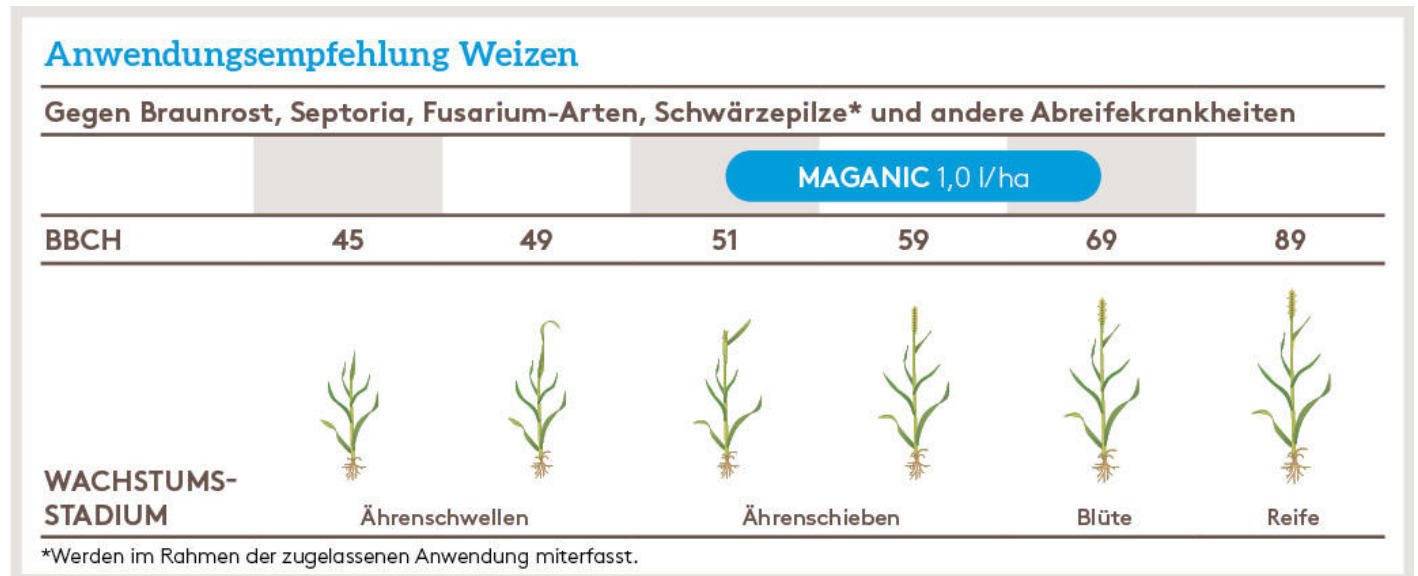 Anwendungsempfehlung Weizen
Gegen Braunrost, Septoria, Fusarium-Arten, Schwärzepilze* und andere Abreifekrankheiten
MAGANIC 1,0 l/ha
BBCH 45 49 51 59 69 89
WACHSTUMS-
STADIUM Ährenschwellen Ährenschieben Blüte Reife
*Werden im Rahmen der zugelassenen Anwendung miterfasst.